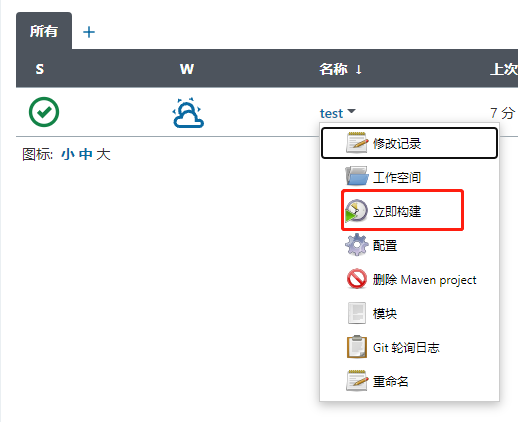 所有 +
S W 名称 ↓ 上次
test 7 分
图标: 小 中 大
修改记录
工作空间
立即构建
配置
删除 Maven project
模块
Git 轮询日志
重命名